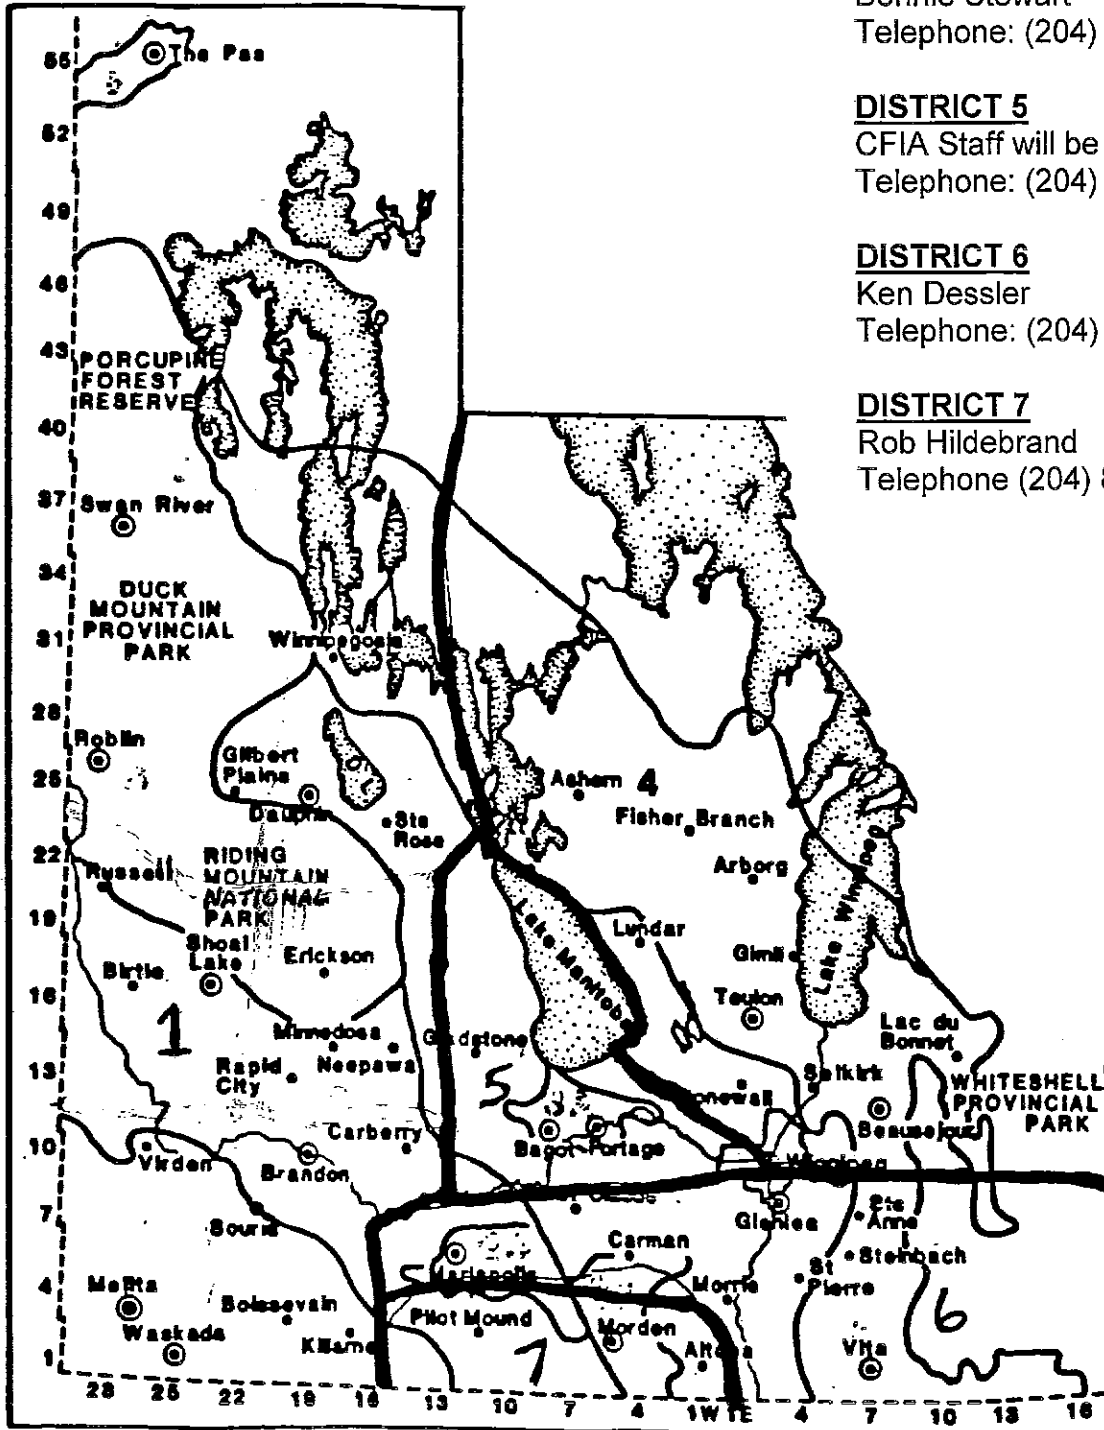 Telephone: (204)
DISTRICT 5
CFIA Staff will be
Telephone: (204)
DISTRICT 6
Ken Dessler
Telephone: (204)
DISTRICT 7
Rob Hildebrand
Telephone (204)
55
The Pas
52
49
46
43
PORCUPINE
FOREST
RESERVE
40
37
Swan River
34
DUCK
MOUNTAIN
PROVINCIAL
PARK
31
Winnipegosis
28
Roblin
Gilbert
Plains
25
Dauphin
Ste
Rose
Ashern
4
Fisher Branch
22
Russell
RIDING
MOUNTAIN
NATIONAL
PARK
Arborg
Lake Winnipeg
19
Shoal
Lake
Erickson
Lake Manitoba
Lundar
Gimli
Birtle
16
1
Teulon
Lac du
Bonnet
Minnedosa
Neepawa
Gladstone
13
Rapid
City
5
Selkirk
WHITESHELL
PROVINCIAL
PARK
Beausejour
10
Virden
Brandon
Carberry
Bagot
Portage
Winnipeg
7
Souris
Glenlea
Ste
Anne
Carman
Steinbach
St
Pierre
4
Melita
5
Mariapolis
Morris
Boissevain
Pilot Mound
Morden
6
Waskada
7
Altona
Vita
1
28 25 22 19 16 13 10 7 4 1W 1E 4 7 10 13 16